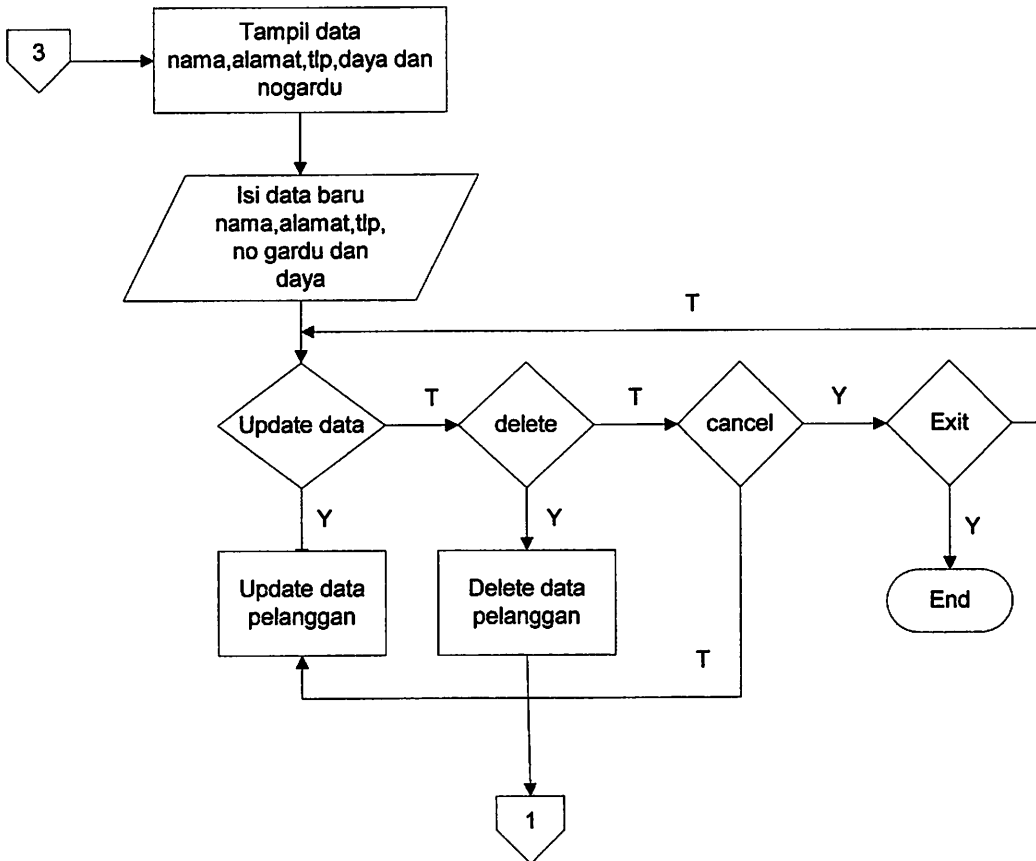 3
Tampil data
nama,alamat,tlp,daya dan
nogardu
Isi data baru
nama,alamat,tlp,
no gardu dan
daya
T
Update data
T
delete
T
cancel
Y
Exit
Y
Y
Y
Update data
pelanggan
Delete data
pelanggan
End
T
1